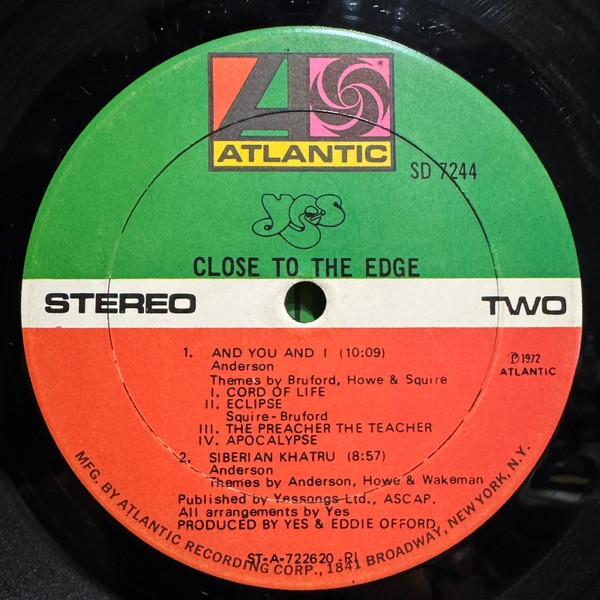 ATLANTIC
SD 7244
yes
CLOSE TO THE EDGE
STEREO
TWO
1. AND YOU AND I (10:09)
Anderson
Themes by Bruford, Howe & Squire
I. CORD OF LIFE
II. ECLIPSE
Squire-Bruford
III. THE PREACHER THE TEACHER
IV. APOCALYPSE
℗ 1972
ATLANTIC
2. SIBERIAN KHATRU (8:57)
Anderson
Themes by Anderson, Howe & Wakeman
Published by Yessongs Ltd., ASCAP.
All arrangements by Yes
PRODUCED BY YES & EDDIE OFFORD
ST-A-722620-PI
MFG. BY ATLANTIC RECORDING CORP., 1841 BROADWAY, NEW YORK, N.Y.